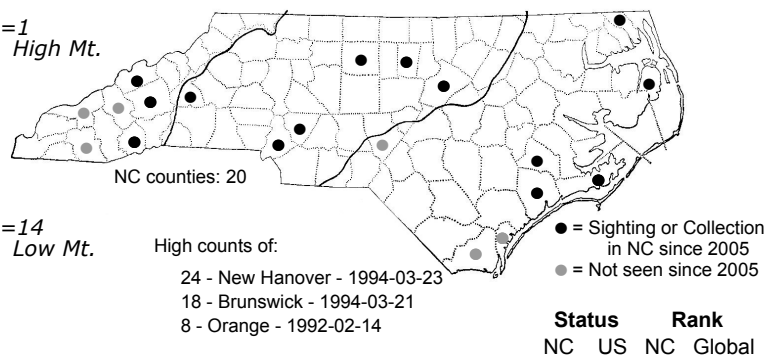 =1
High Mt.
NC counties: 20
=14
Low Mt.
High counts of:
24 - New Hanover - 1994-03-23
18 - Brunswick - 1994-03-21
8 - Orange - 1992-02-14
● = Sighting or Collection
in NC since 2005
● = Not seen since 2005
Status Rank
NC US NC Global